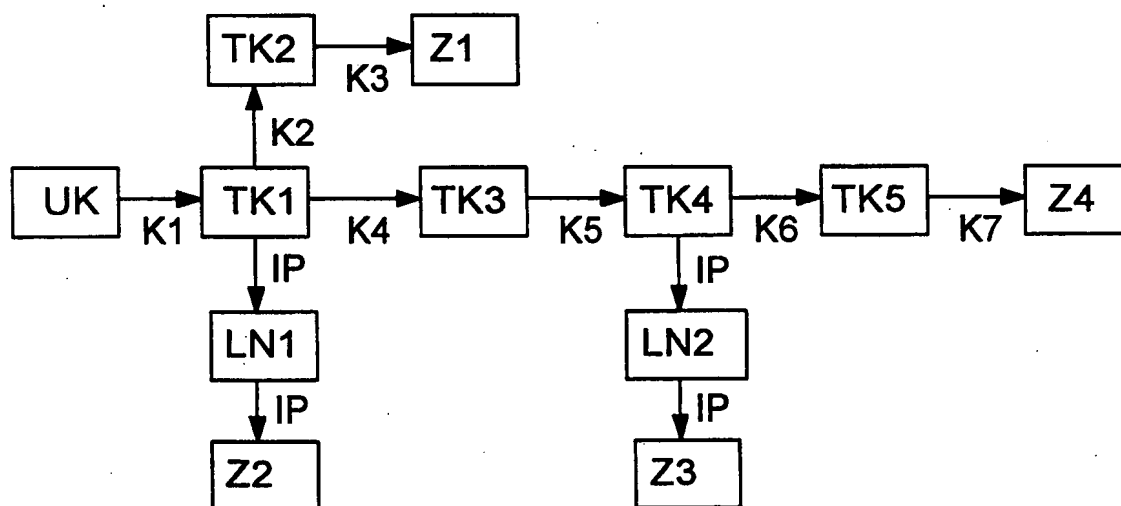 TK2 Z1
K3
K2
UK TK1 TK3 TK4 TK5 Z4
K1 K4 K5 K6 K7
IP IP
LN1 LN2
IP IP
Z2 Z3